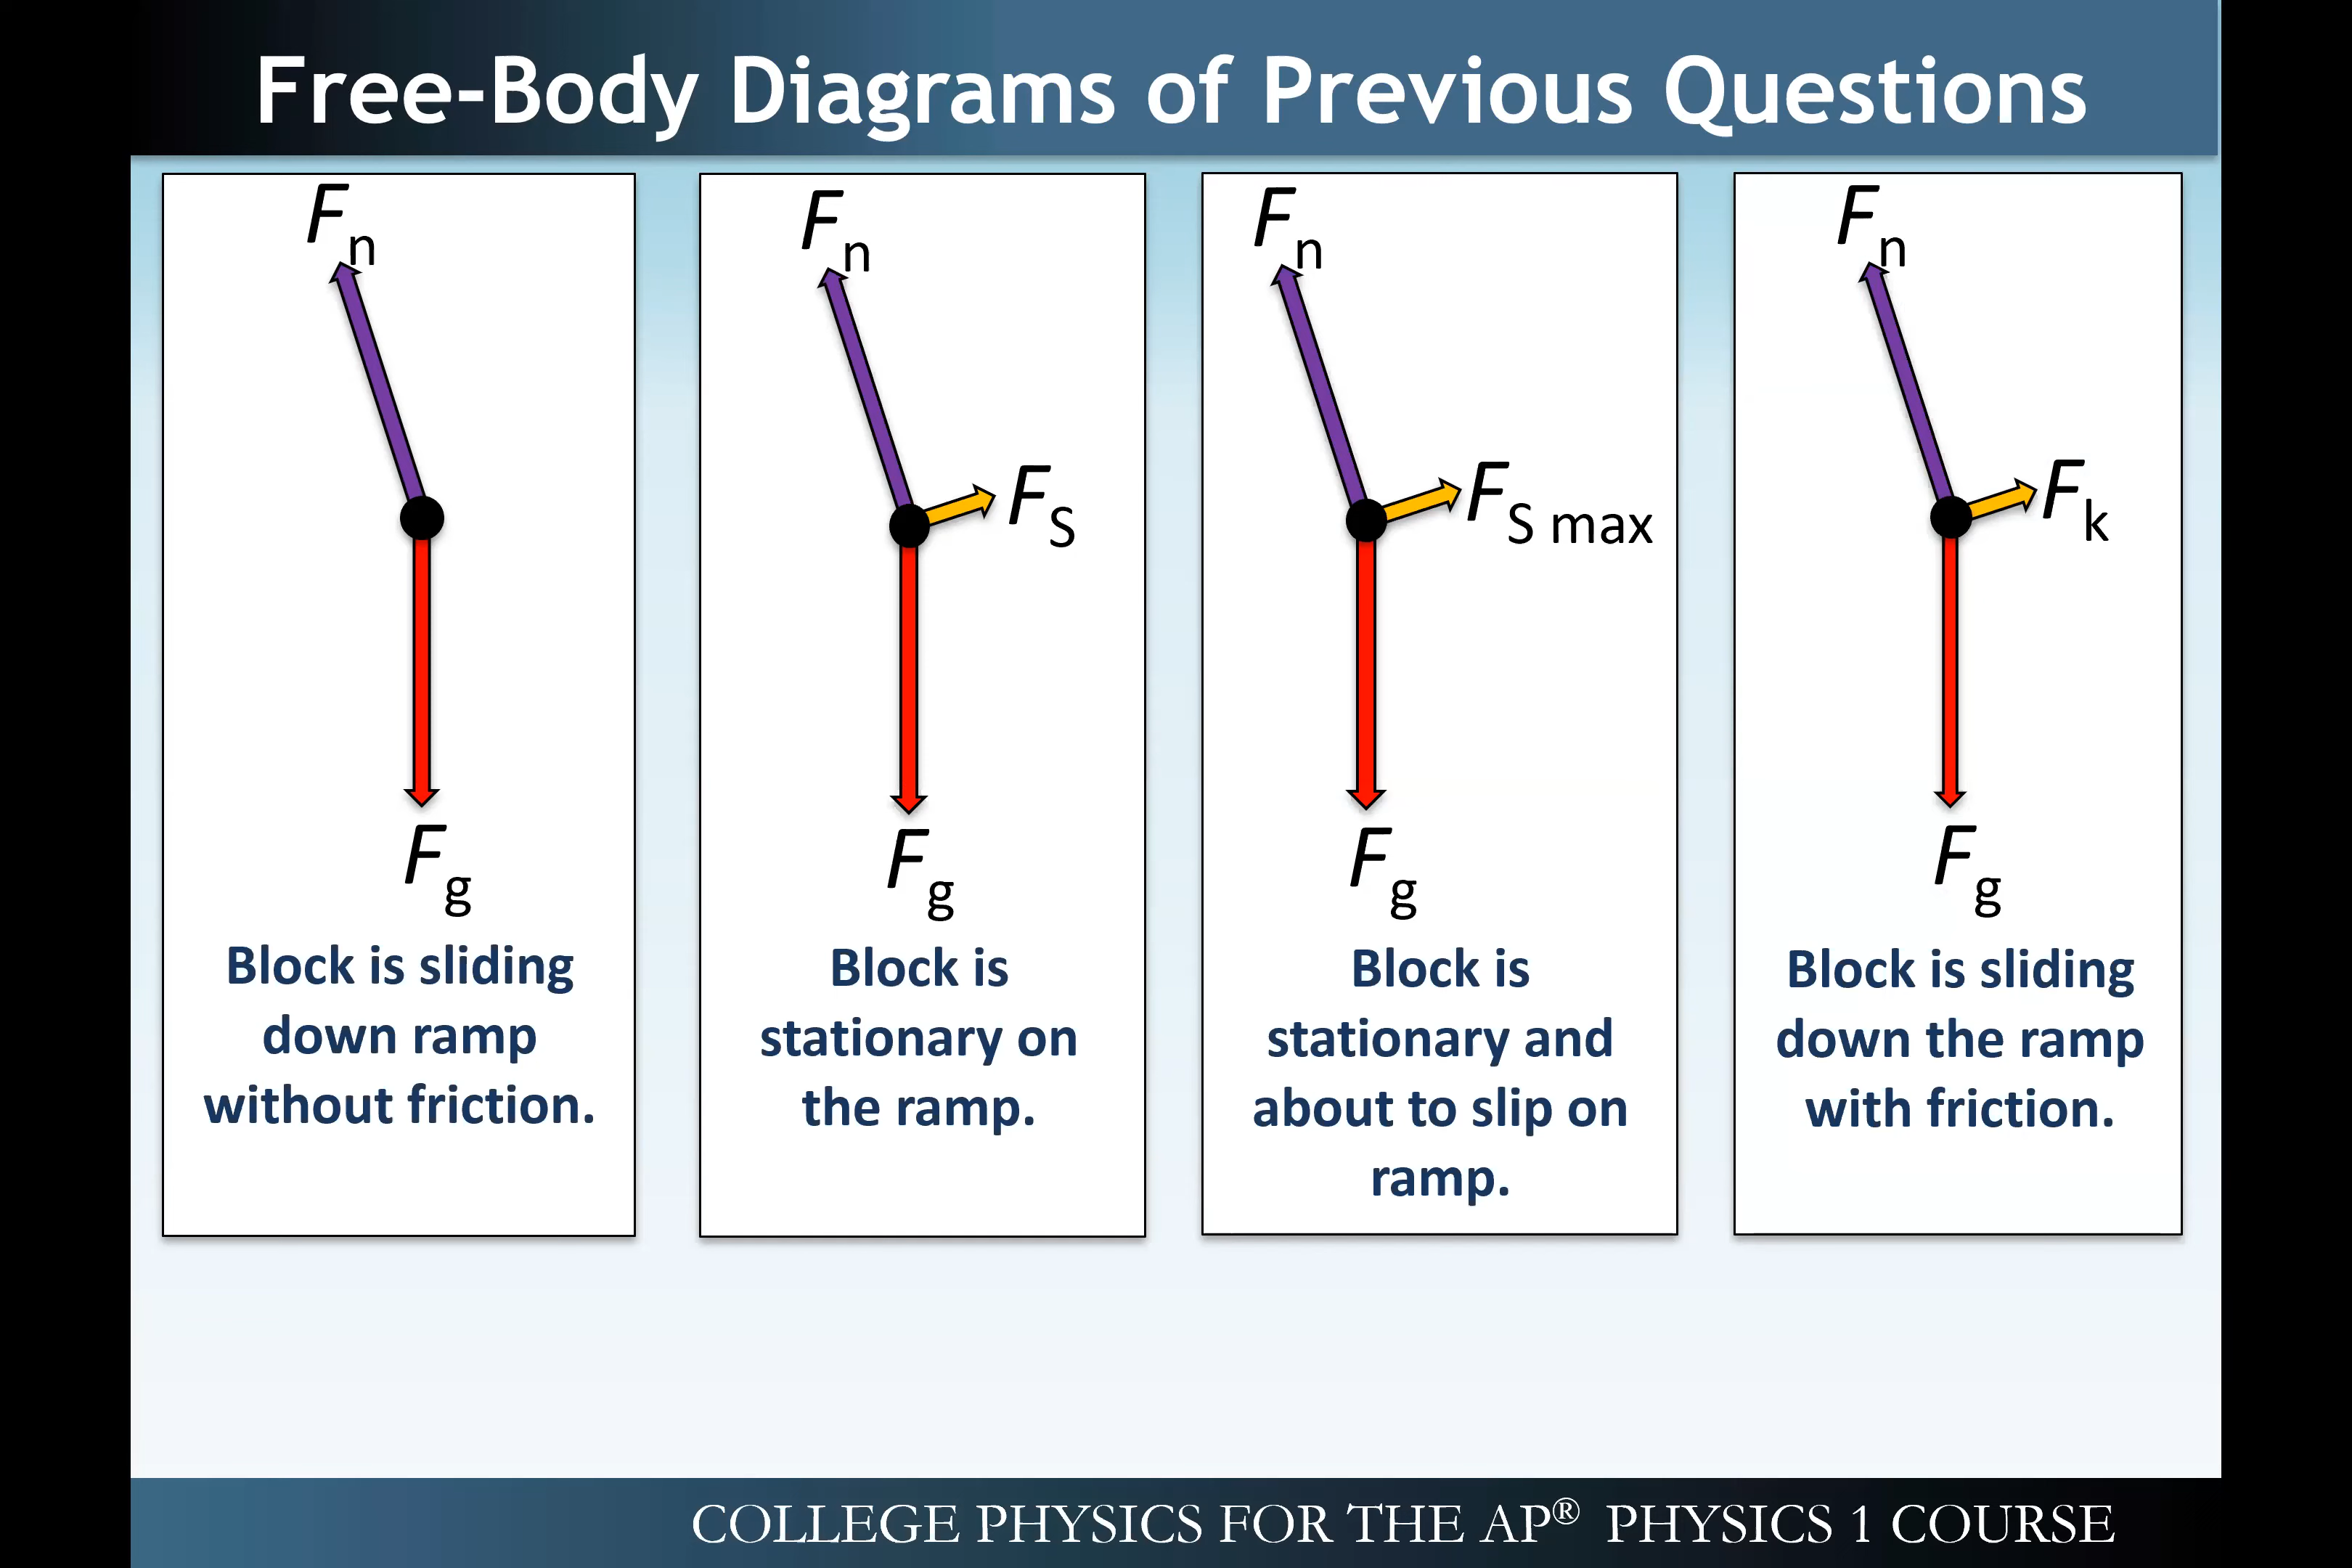 Free-Body Diagrams of Previous Questions
Fn
Fg
Block is sliding
down ramp
without friction.
Fn
FS
Fg
Block is
stationary on
the ramp.
Fn
FS max
Fg
Block is
stationary and
about to slip on
ramp.
Fn
Fk
Fg
Block is sliding
down the ramp
with friction.
COLLEGE PHYSICS FOR THE AP® PHYSICS 1 COURSE